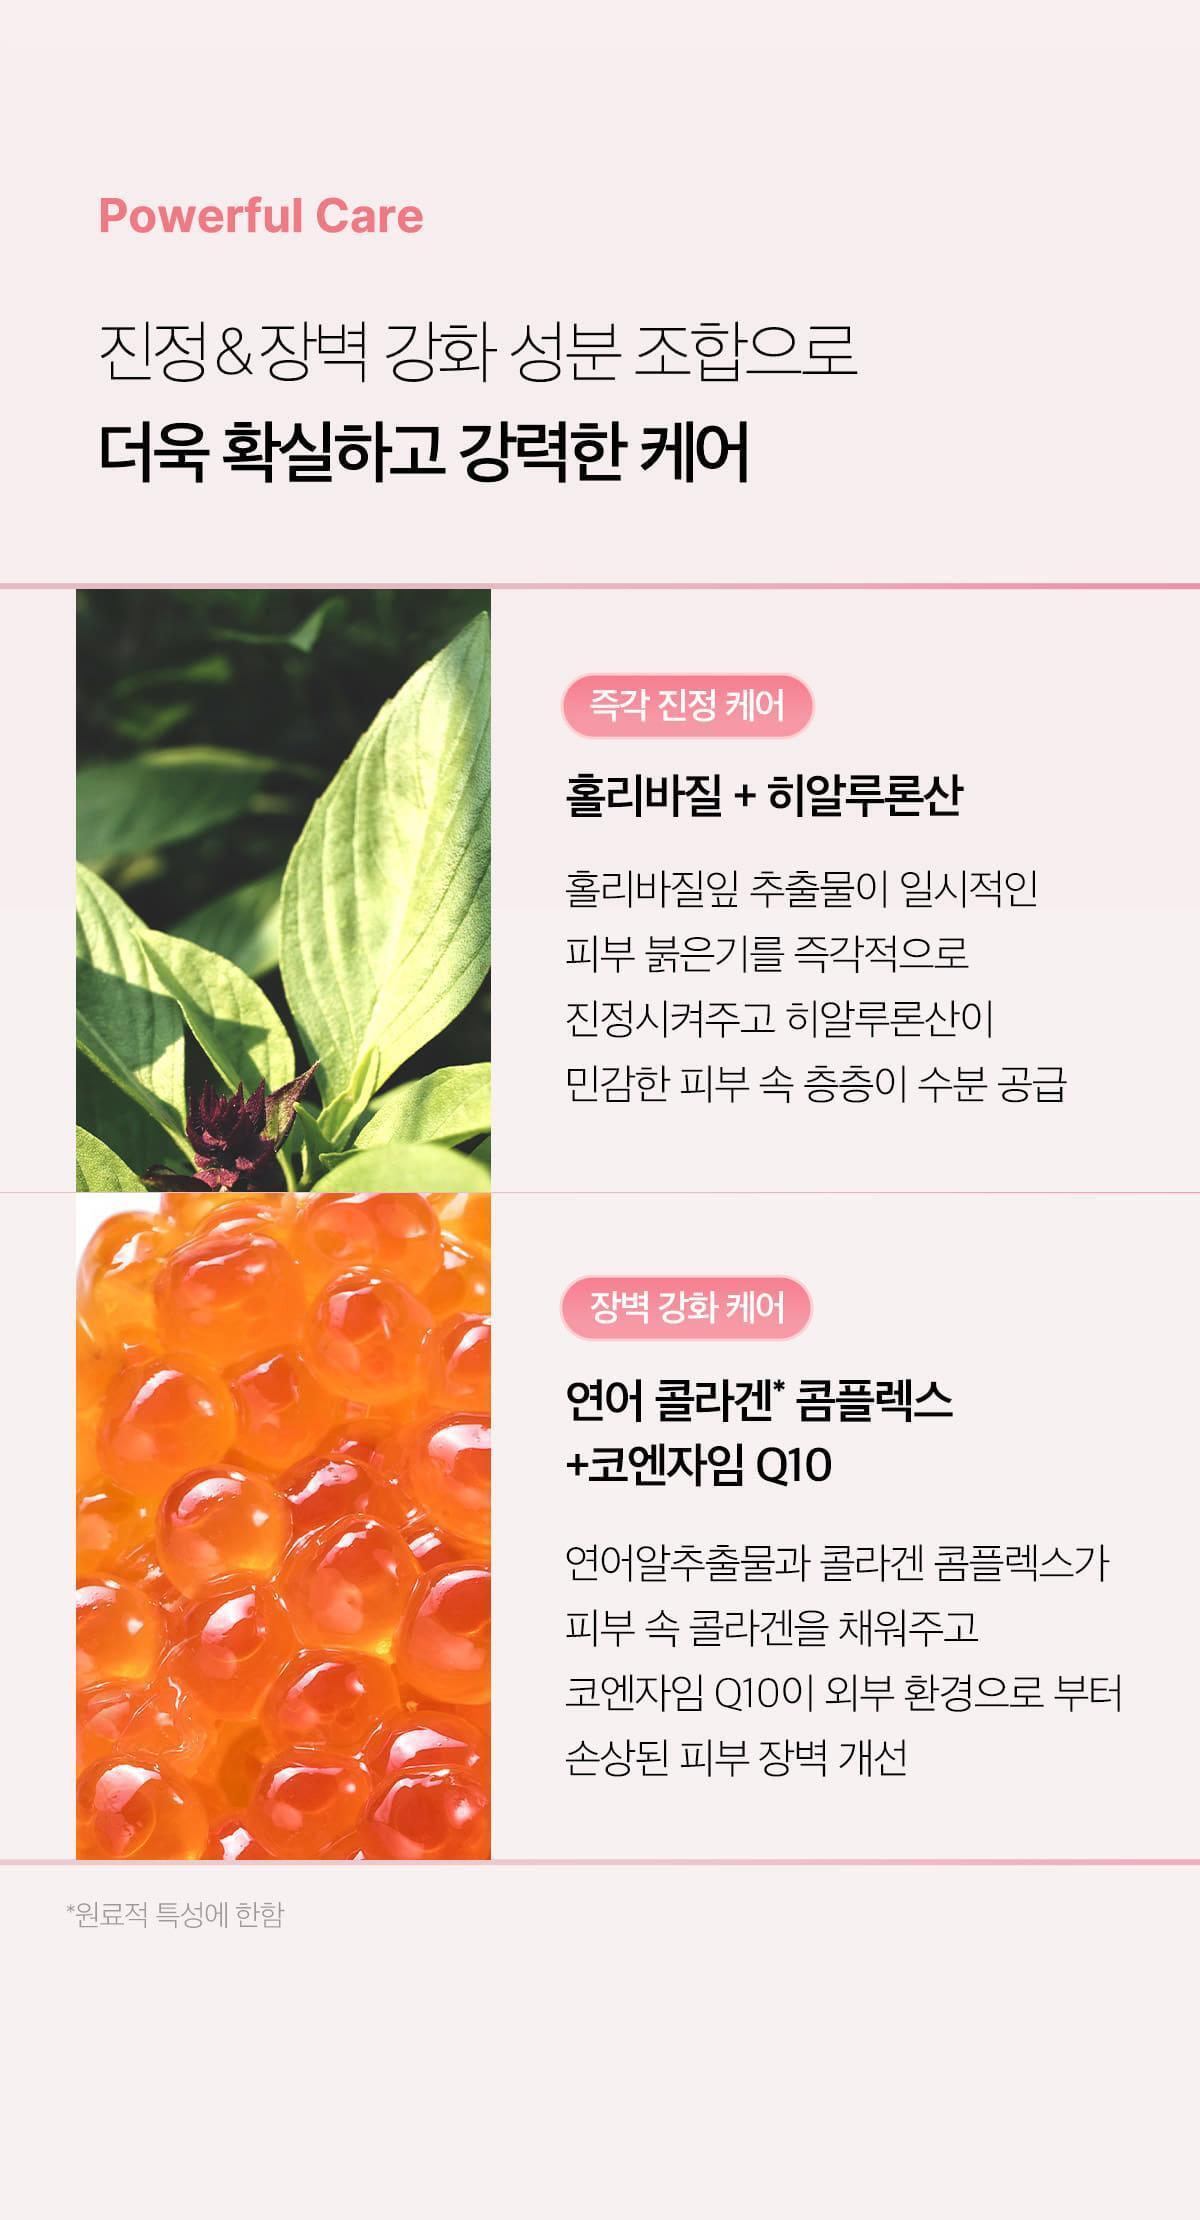 Powerful Care
진정&장벽 강화 성분 조합으로
더욱 확실하고 강력한 케어
즉각 진정 케어
홀리바질 + 히알루론산
홀리바질잎 추출물이 일시적인
피부 붉은기를 즉각적으로
진정시켜주고 히알루론산이
민감한 피부 속 층층이 수분 공급
장벽 강화 케어
연어 콜라겐* 콤플렉스
+코엔자임 Q10
연어알추출물과 콜라겐 콤플렉스가
피부 속 콜라겐을 채워주고
코엔자임 Q10이 외부 환경으로 부터
손상된 피부 장벽 개선
*원료적 특성에 한함